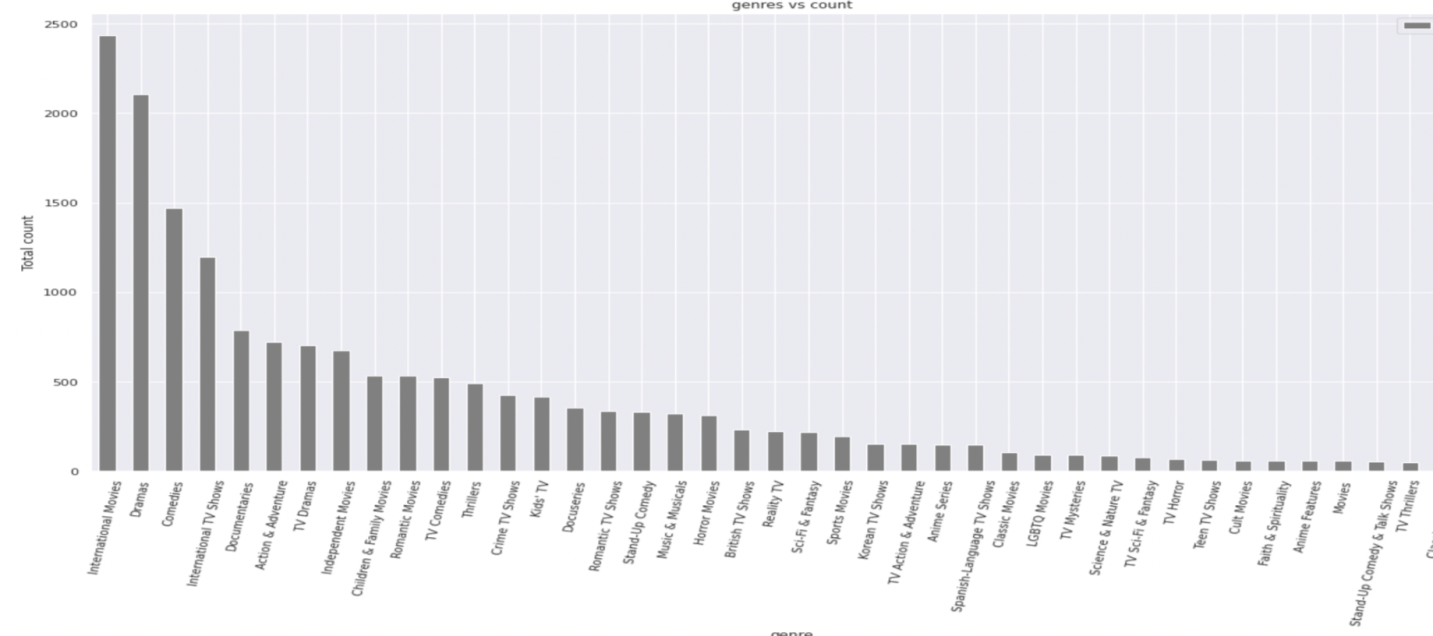 genres vs count
2500
2000
1500
1000
500
0
Total count
International Movies
Dramas
Comedies
International TV Shows
Documentaries
Action & Adventure
TV Dramas
Independent Movies
Children & Family Movies
Romantic Movies
TV Comedies
Thrillers
Crime TV Shows
Kids' TV
Docuseries
Romantic TV Shows
Stand-Up Comedy
Music & Musicals
Horror Movies
British TV Shows
Reality TV
Sci-Fi & Fantasy
Sports Movies
Korean TV Shows
TV Action & Adventure
Anime Series
Spanish-Language TV Shows
Classic Movies
LGBTQ Movies
TV Mysteries
Science & Nature TV
TV Sci-Fi & Fantasy
TV Horror
Teen TV Shows
Cult Movies
Faith & Spirituality
Anime Features
Movies
Stand-Up Comedy & Talk Shows
TV Thrillers
genre